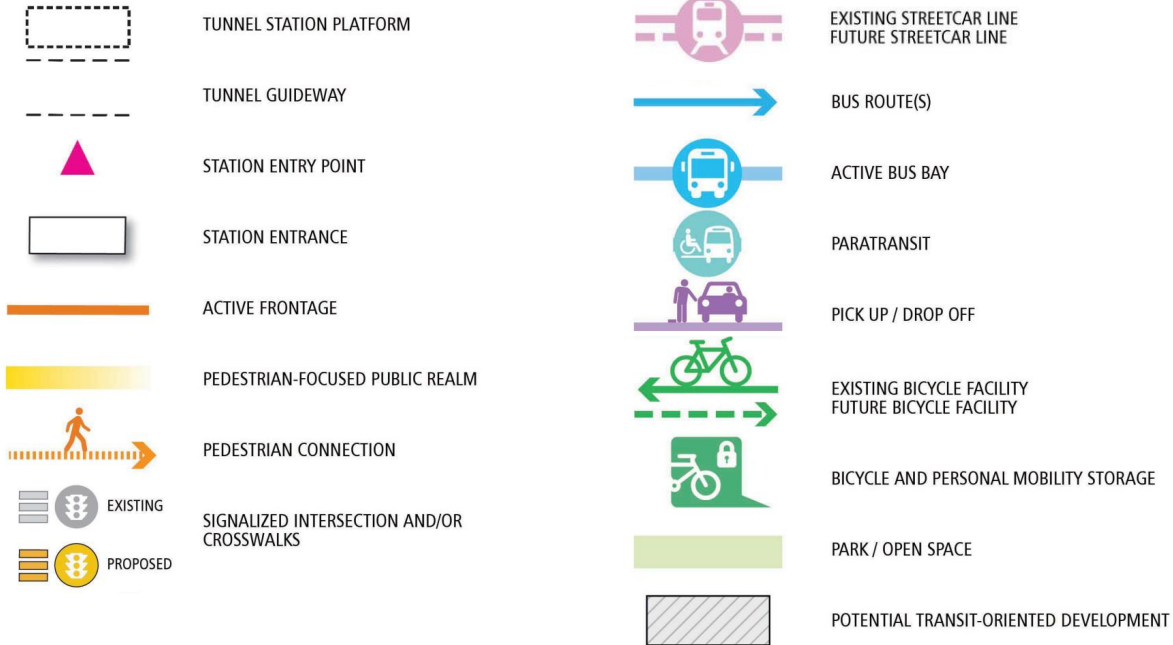 TUNNEL STATION PLATFORM
TUNNEL GUIDEWAY
STATION ENTRY POINT
STATION ENTRANCE
ACTIVE FRONTAGE
PEDESTRIAN-FOCUSED PUBLIC REALM
PEDESTRIAN CONNECTION
EXISTING
PROPOSED
SIGNALIZED INTERSECTION AND/OR
CROSSWALKS
EXISTING STREETCAR LINE
FUTURE STREETCAR LINE
BUS ROUTE(S)
ACTIVE BUS BAY
PARATRANSIT
PICK UP / DROP OFF
EXISTING BICYCLE FACILITY
FUTURE BICYCLE FACILITY
BICYCLE AND PERSONAL MOBILITY STORAGE
PARK / OPEN SPACE
POTENTIAL TRANSIT-ORIENTED DEVELOPMENT